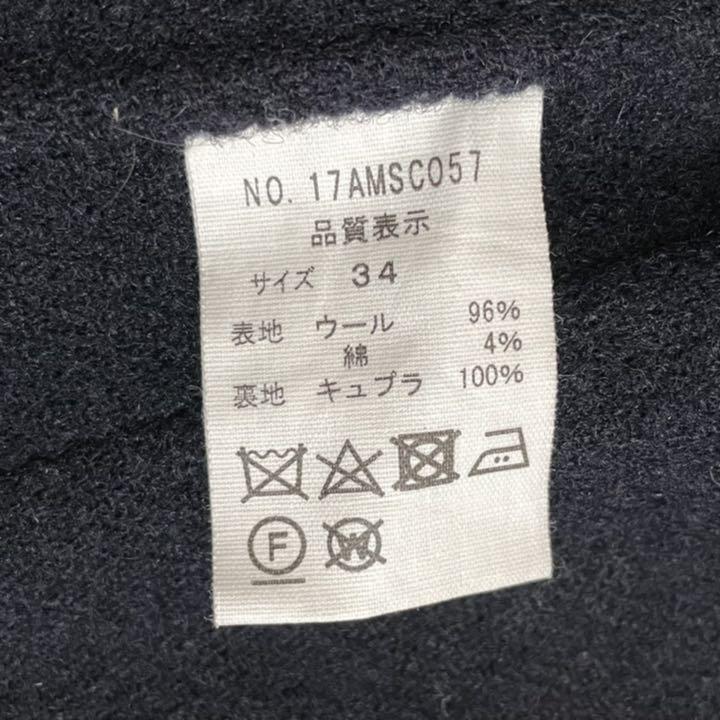 NO. 17AMSC057
品質表示
サイズ 34
表地 ウール 96%
綿 4%
裏地 キュプラ 100%
F W